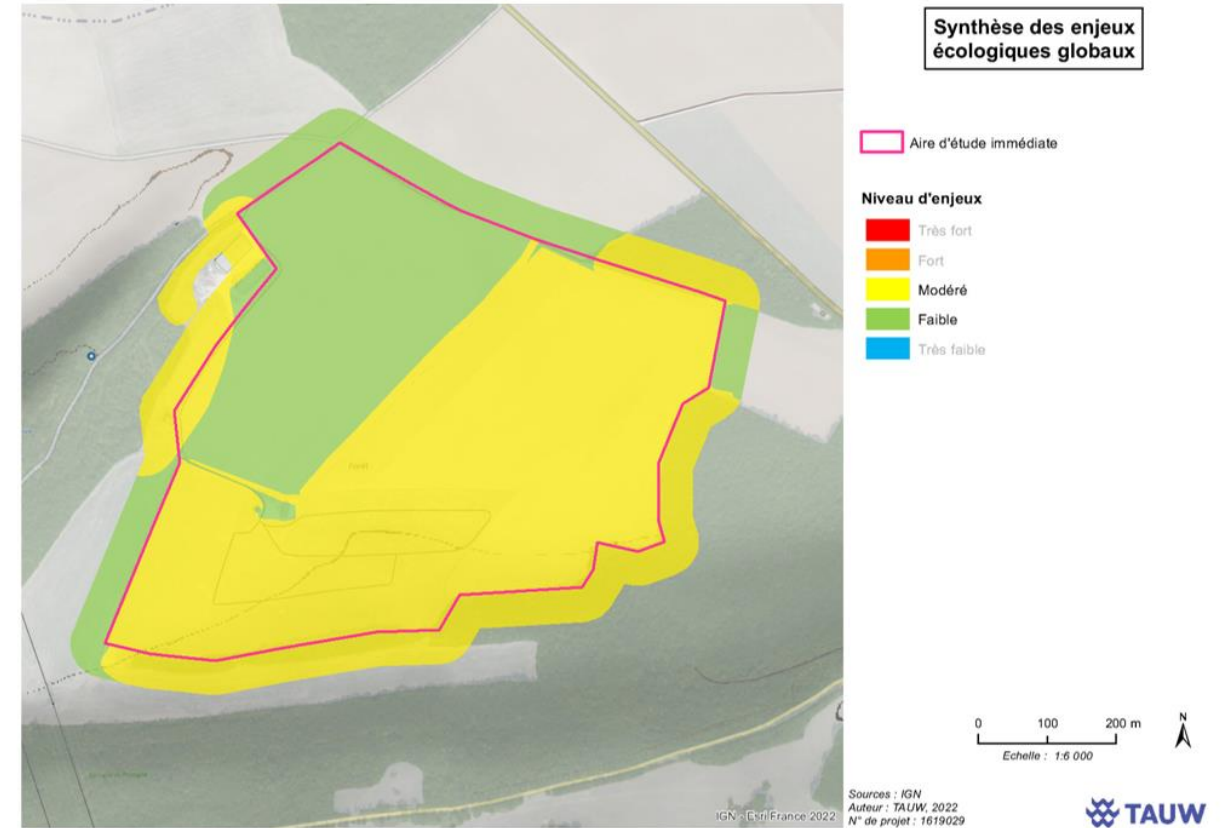 Synthèse des enjeux
écologiques globaux
Aire d'étude immédiate
Niveau d'enjeux
Très fort
Fort
Modéré
Faible
Très faible
Forêt
0 100 200 m
N
Echelle : 1:6 000
Sources : IGN
Auteur : TAUW, 2022
N° de projet : 1619029
IGN - Esri France 2022
TAUW